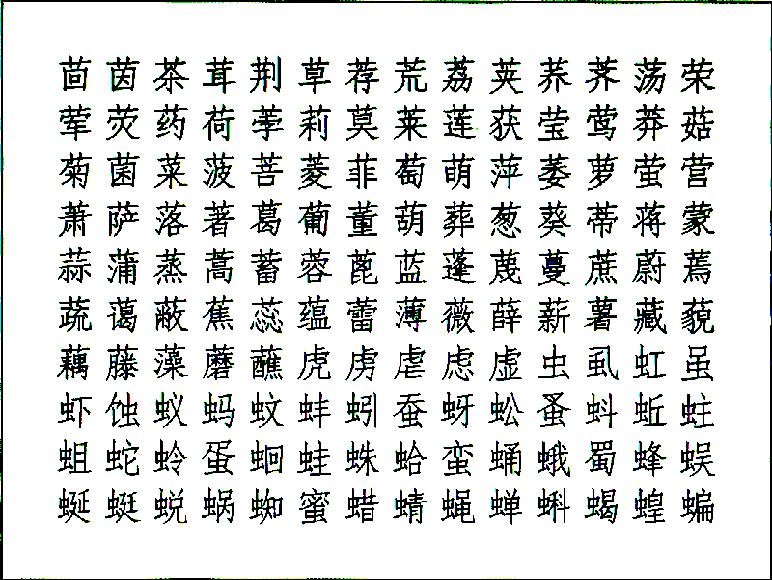 茴茵茶茸荆草荐荒荔荚荞荠荡荣
荤荧药荷荸莉莫莱莲获莹莺莽菇
菊菌菜菠菩菱菲萄萌萍萎萝萤营
萧萨落著葛葡董葫葬葱葵蒂蒋蒙
蒜蒲蒸蒿蓄蓉蓖蓝蓬蔑蔓蔗蔚蔫
蔬蔼蔽蕉蕊蕴蕾薄薇薛薪薯藏藐
藕藤藻蘑蘸虎虏虐虑虚虫虱虹虽
虾蚀蚁蚂蚊蚌蚓蚕蚜蚣蚤蚪蚯蛀
蛆蛇蛉蛋蛔蛙蛛蛤蛮蛹蛾蜀蜂蜈
蜒蜓蜕蜗蜘蜜蜡蜻蝇蝉蝌蝎蝗蝙